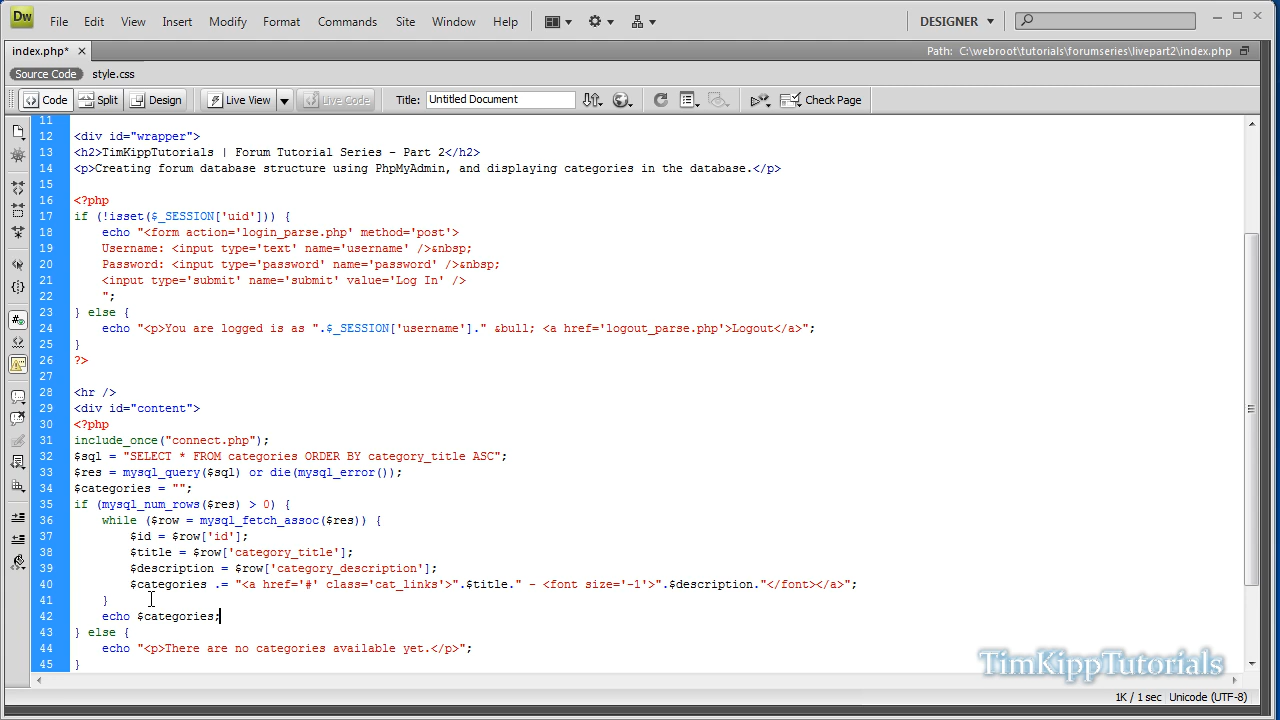 Dw File Edit View Insert Modify Format Commands Site Window Help DESIGNER
index.php* Path: C:\webroot\tutorials\forumseries\livepart2\index.php
Source Code style.css
Code Split Design Live View Live Code Title: Untitled Document Check Page
11
12 <div id="wrapper">
13 <h2>TimKippTutorials | Forum Tutorial Series - Part 2</h2>
14 <p>Creating forum database structure using PhpMyAdmin, and displaying categories in the database.</p>
15
16 <?php
17 if (!isset($_SESSION['uid'])) {
18 echo "<form action='login_parse.php' method='post'>
19 Username: <input type='text' name='username' />&nbsp;
20 Password: <input type='password' name='password' />&nbsp;
21 <input type='submit' name='submit' value='Log In' />
22 ";
23 } else {
24 echo "<p>You are logged is as ".$_SESSION['username']." &bull; <a href='logout_parse.php'>Logout</a>";
25 }
26 ?>
27
28 <hr />
29 <div id="content">
30 <?php
31 include_once("connect.php");
32 $sql = "SELECT * FROM categories ORDER BY category_title ASC";
33 $res = mysql_query($sql) or die(mysql_error());
34 $categories = "";
35 if (mysql_num_rows($res) > 0) {
36 while ($row = mysql_fetch_assoc($res)) {
37 $id = $row['id'];
38 $title = $row['category_title'];
39 $description = $row['category_description'];
40 $categories .= "<a href='#' class='cat_links'>".$title." - <font size='-1'>".$description."</font></a>";
41 }
42 echo $categories;
43 } else {
44 echo "<p>There are no categories available yet.</p>";
45 }
TimKippTutorials
1K / 1 sec Unicode (UTF-8)